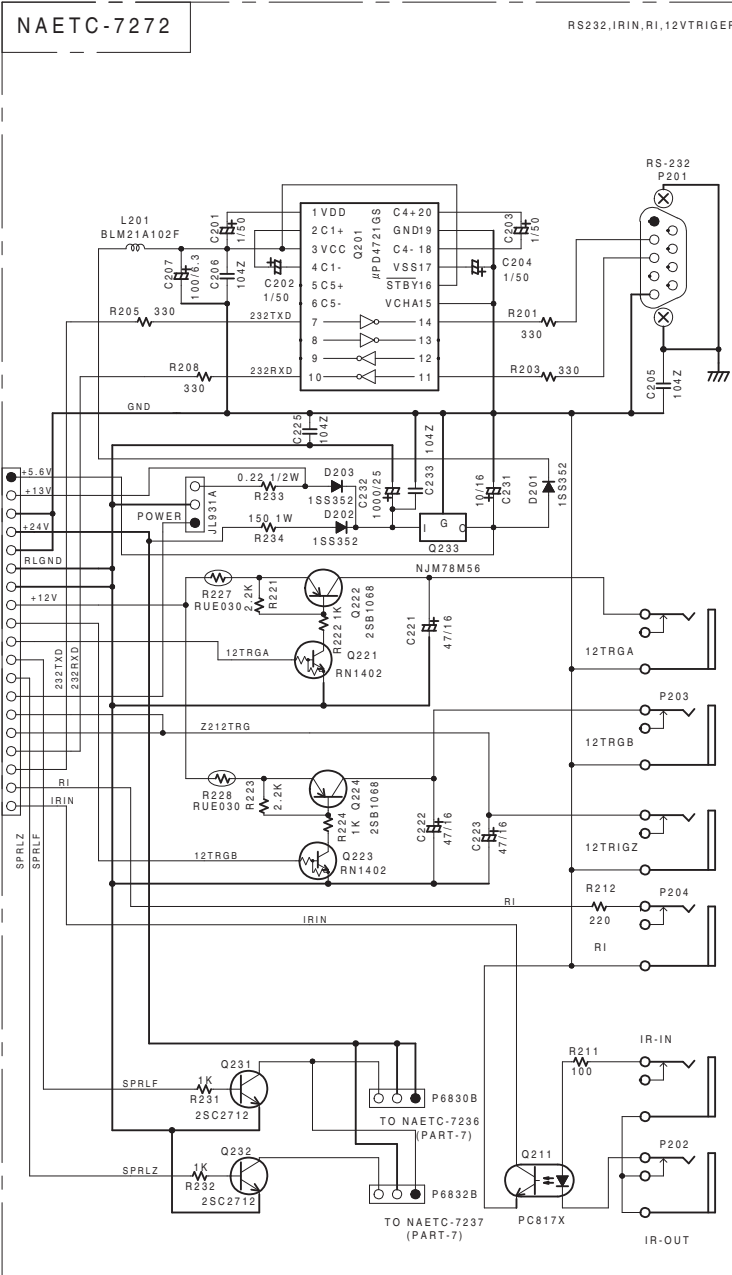 NAETC-7272
RS232,IRIN,RI,12VTRIGER
RS-232
P201
L201
BLM21A102F
C201
1/50
C207
100/6.3
C206
104Z
C202
1/50
Q201
μPD4721GS
1 VDD
2 C1+
3 VCC
4 C1-
5 C5+
6 C5-
7
8
9
10
C4+20
GND19
C4- 18
VSS17
STBY16
VCHA15
14
13
12
11
C203
1/50
C204
1/50
R205 330
232TXD
R201
330
R208
330
232RXD
R203 330
C205
104Z
GND
C225
104Z
+5.6V
+13V
+24V
RLGND
+12V
POWER
JL931A
0.22 1/2W
R233
D203
1SS352
150 1W
R234
D202
1SS352
C232
1000/25
C233 104Z
I G O
Q233
NJM78M56
10/16
C231
D201
1SS352
R227
RUE030
2.2K
R221
R222 1K
Q222
2SB1068
C221
47/16
12TRGA
Q221
RN1402
12TRGA
232TXD
232RXD
Z212TRG
P203
12TRGB
RI
IRIN
R228
RUE030
R223
2.2K
R224
1K
Q224
2SB1068
C222
47/16
C223
47/16
12TRIGZ
SPRLZ
SPRLF
12TRGB
Q223
RN1402
RI
R212
220
P204
RI
IRIN
Q231
SPRLF
1K
R231
2SC2712
P6830B
TO NAETC-7236
(PART-7)
R211
100
IR-IN
Q232
SPRLZ
1K
R232
2SC2712
P6832B
TO NAETC-7237
(PART-7)
Q211
PC817X
P202
IR-OUT